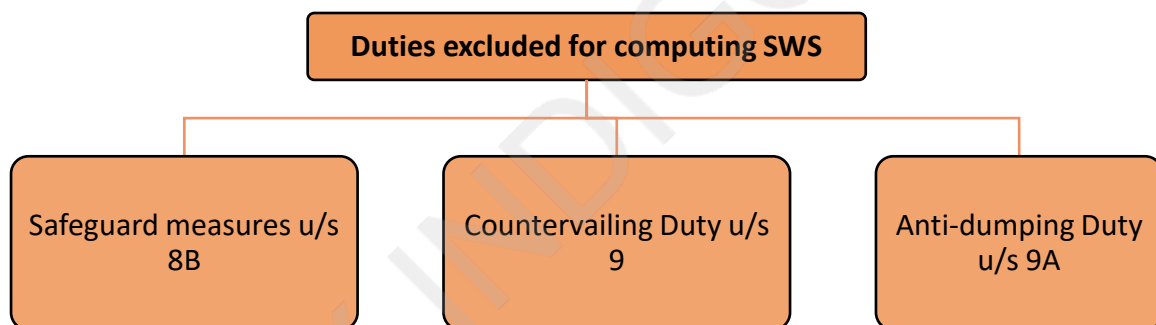 Duties excluded for computing SWS
Safeguard measures u/s
8B
Countervailing Duty u/s
9
Anti-dumping Duty
u/s 9A